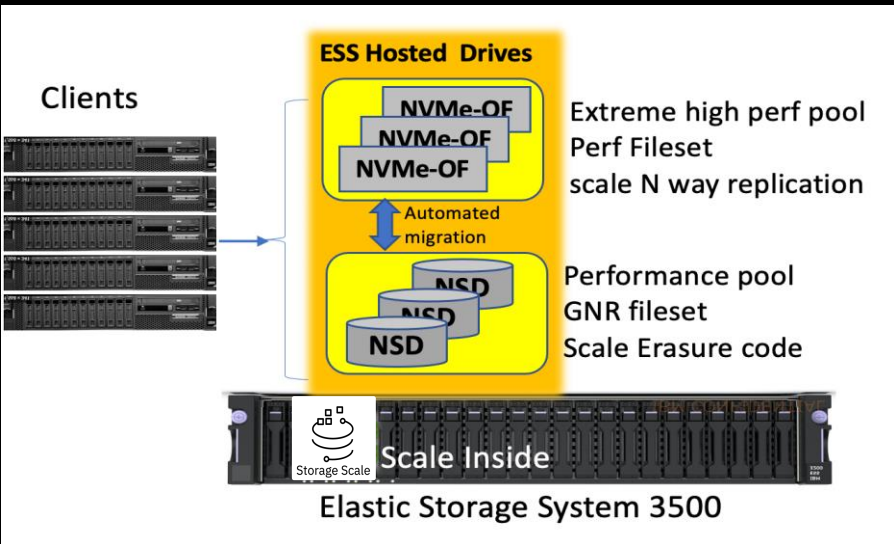 ESS Hosted Drives
Clients
NVMe-OF
NVMe-OF
NVMe-OF
Extreme high perf pool
Perf Fileset
scale N way replication
Automated
migration
NSD
NSD
NSD
Performance pool
GNR fileset
Scale Erasure code
Storage Scale
Scale Inside
3500
IBM
Elastic Storage System 3500